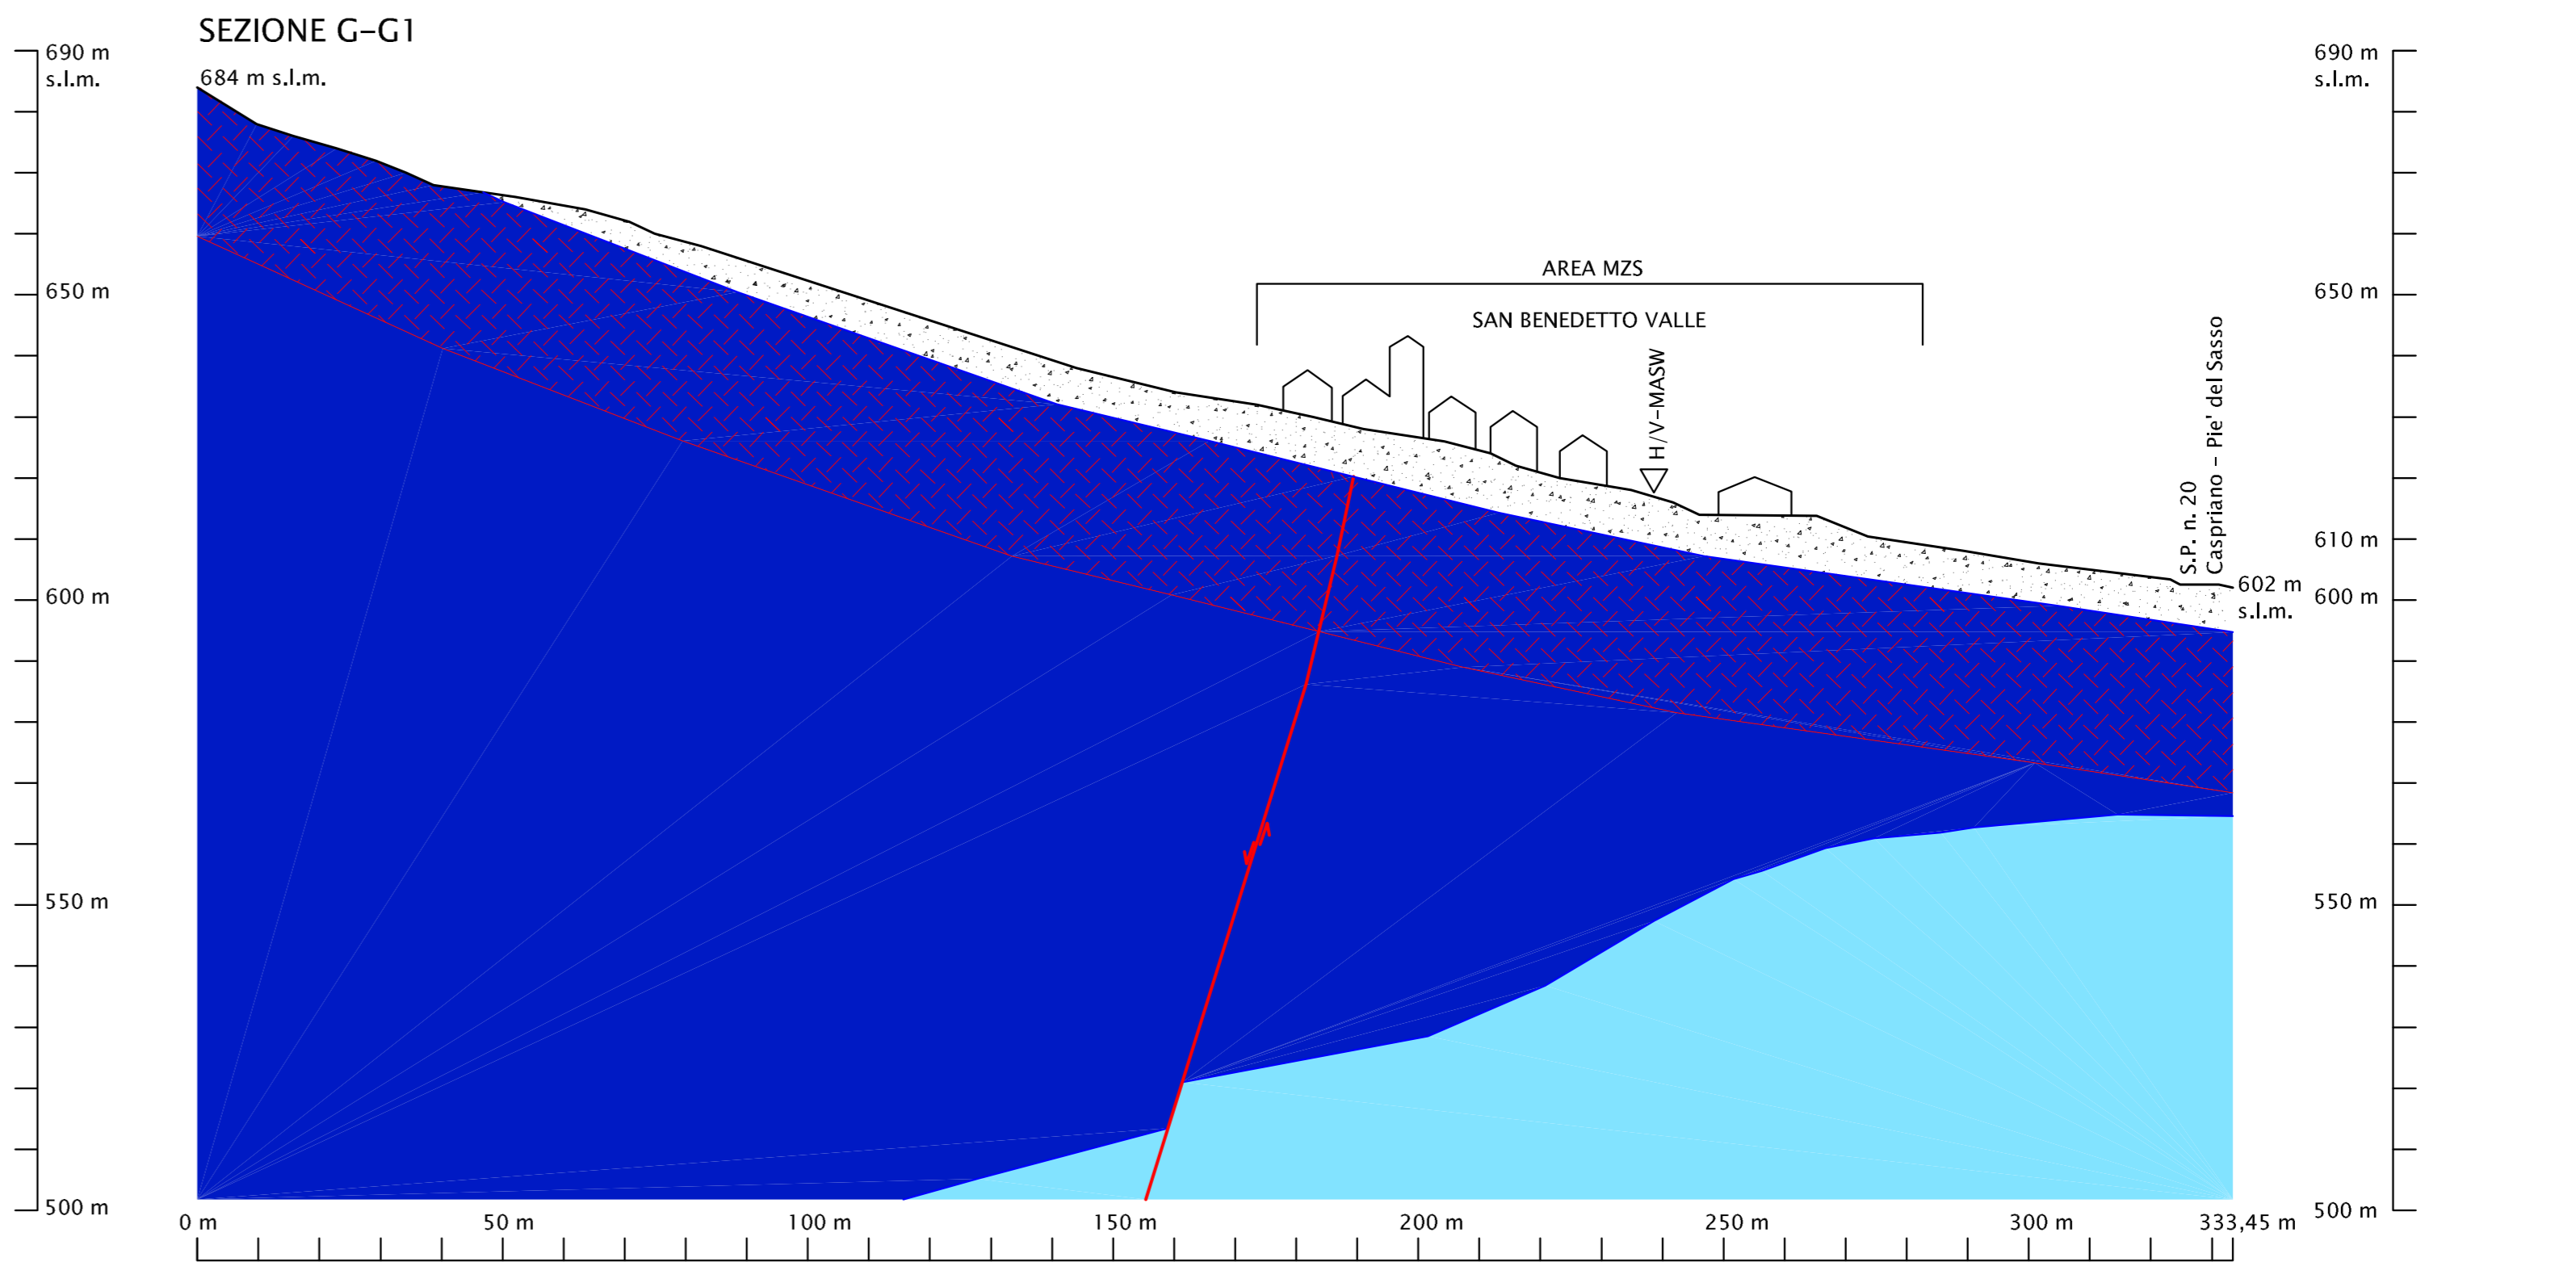 SEZIONE G-G1
690 m
s.l.m.
684 m s.l.m.
690 m
s.l.m.
650 m
AREA MZS
650 m
SAN BENEDETTO VALLE
H/V-MASW
S.P. n. 20
Caspriano - Pie' del Sasso
610 m
602 m
s.l.m.
600 m
600 m
550 m
550 m
500 m
500 m
0 m
50 m
100 m
150 m
200 m
250 m
300 m
333,45 m